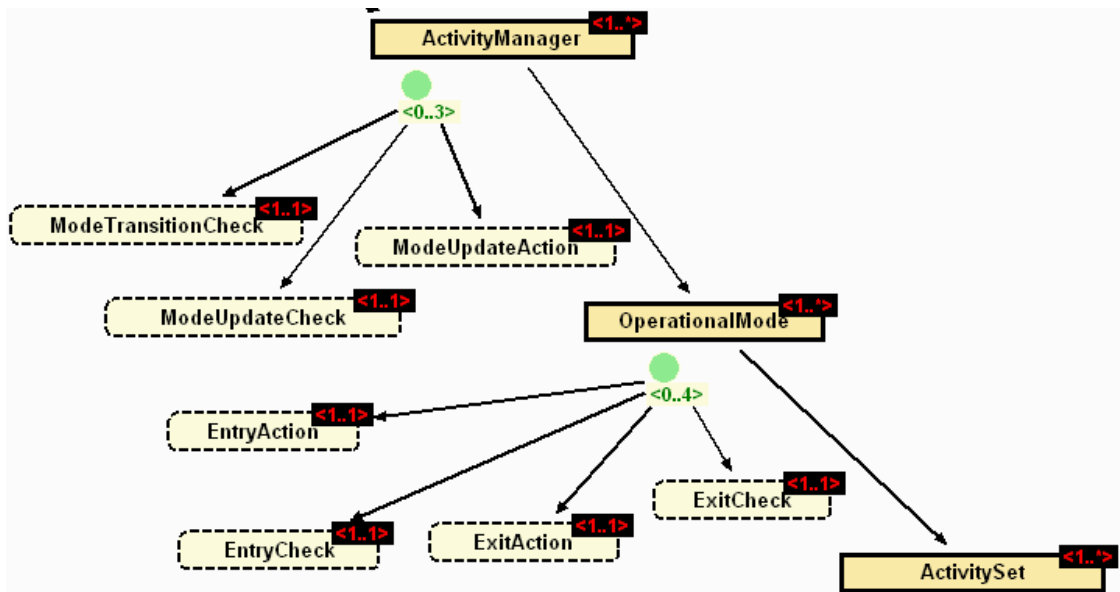 <1..*>
ActivityManager
<0..3>
<1..1>
ModeTransitionCheck
<1..1>
ModeUpdateAction
<1..1>
ModeUpdateCheck
<1..*>
OperationalMode
<0..4>
<1..1>
EntryAction
<1..1>
ExitCheck
<1..1>
EntryCheck
<1..1>
ExitAction
<1..*>
ActivitySet